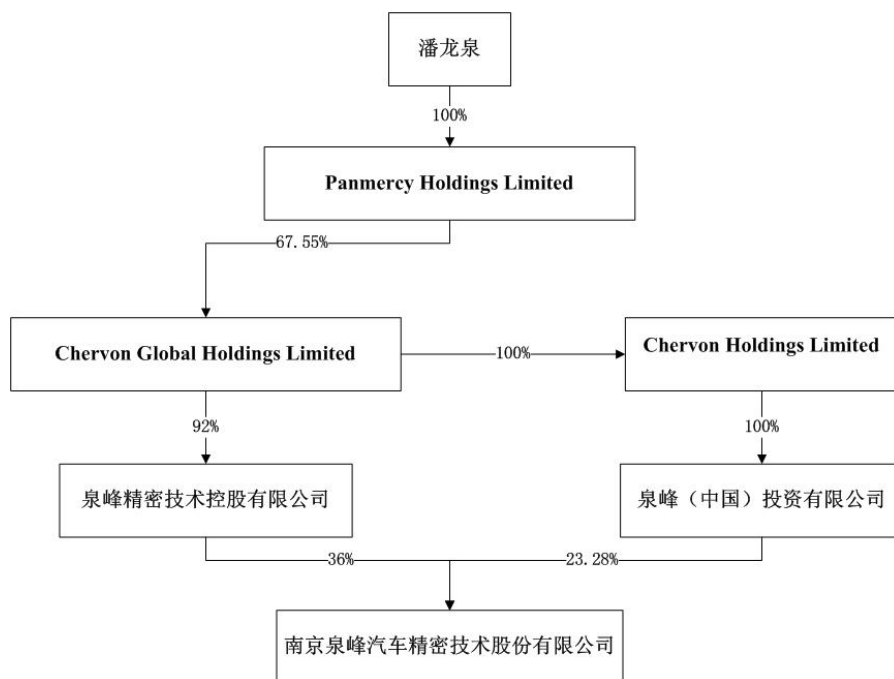 潘龙泉
100%
Panmercy Holdings Limited
67.55%
Chervon Global Holdings Limited
100%
Chervon Holdings Limited
92%
100%
泉峰精密技术控股有限公司
泉峰（中国）投资有限公司
36%
23.28%
南京泉峰汽车精密技术股份有限公司